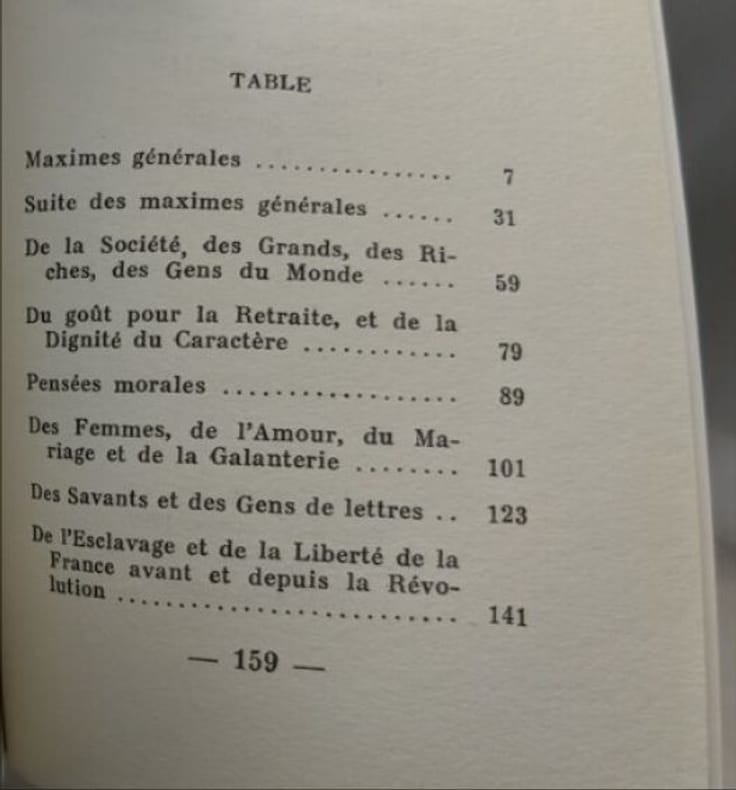 TABLE
Maximes générales ................ 7
Suite des maximes générales ...... 31
De la Société, des Grands, des Ri-
ches, des Gens du Monde ...... 59
Du goût pour la Retraite, et de la
Dignité du Caractère ............ 79
Pensées morales .................. 89
Des Femmes, de l'Amour, du Ma-
riage et de la Galanterie ........ 101
Des Savants et des Gens de lettres .. 123
De l'Esclavage et de la Liberté de la
France avant et depuis la Révo-
lution ............................ 141
— 159 —